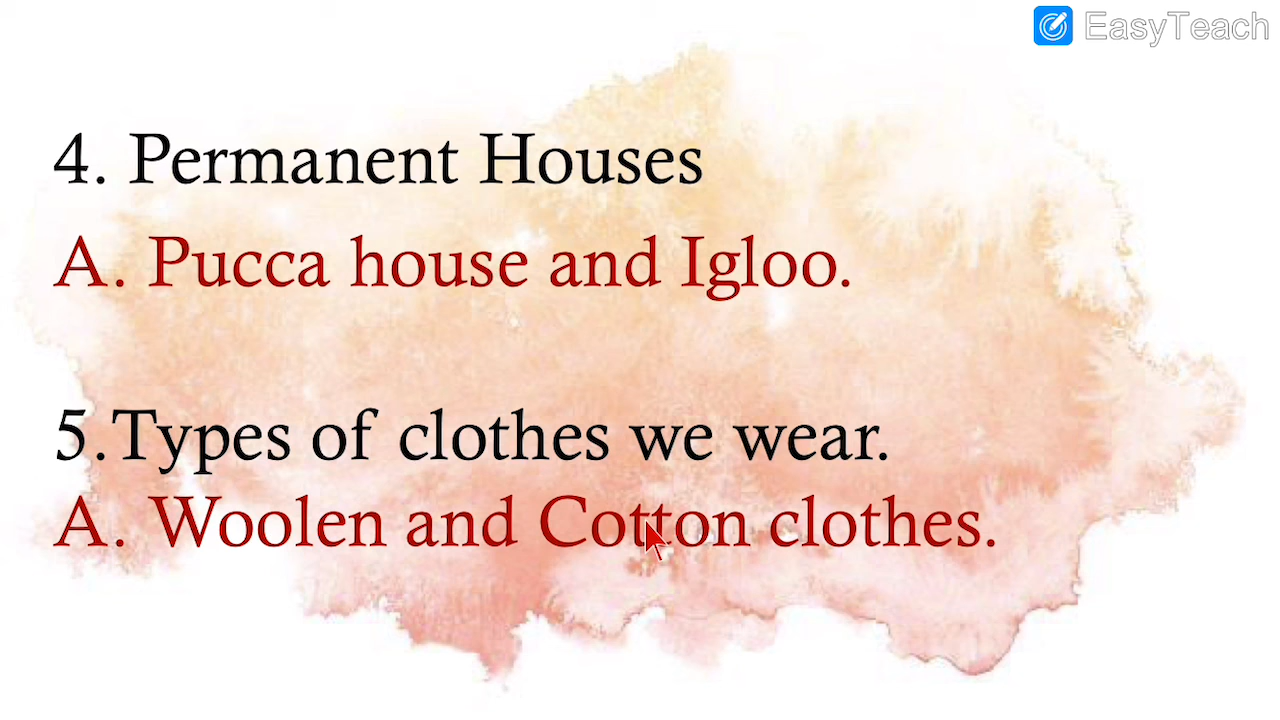 EasyTeach
4. Permanent Houses
A. Pucca house and Igloo.
5.Types of clothes we wear.
A. Woolen and Cotton clothes.